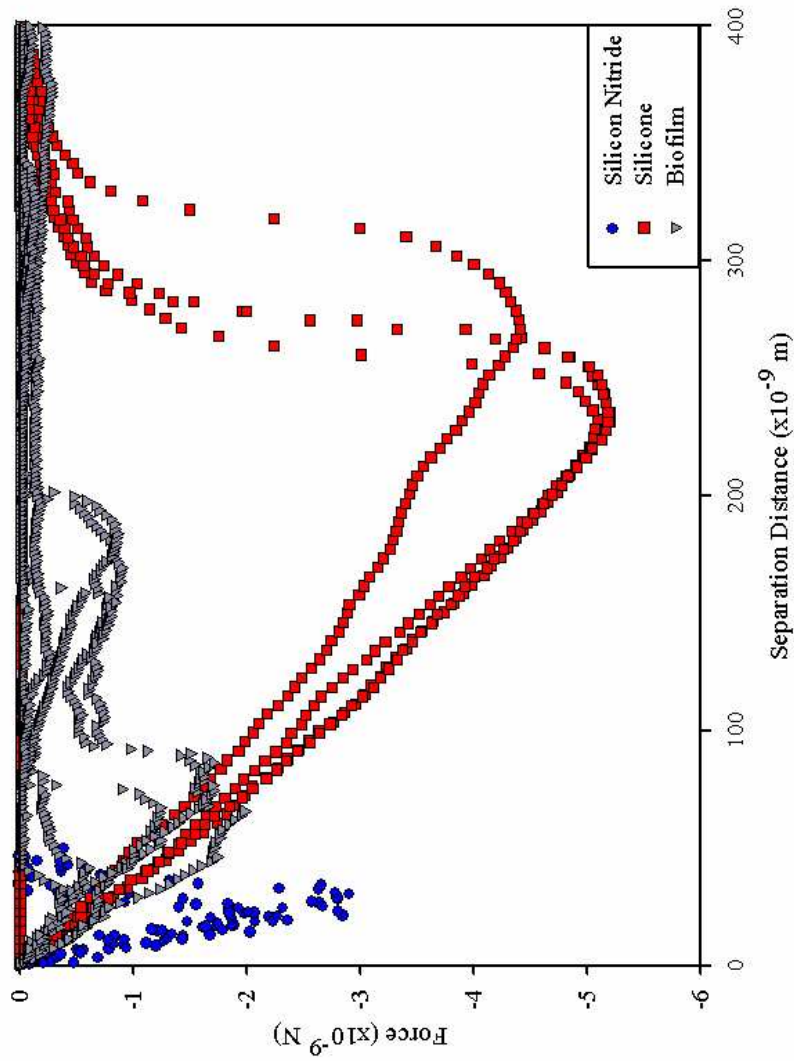 0
-1
-2
-3
-4
-5
-6
Force (x10⁻⁹ N)
0
100
200
300
400
Separation Distance (x10⁻⁹ m)
Silicon Nitride
Silicone
Biofilm